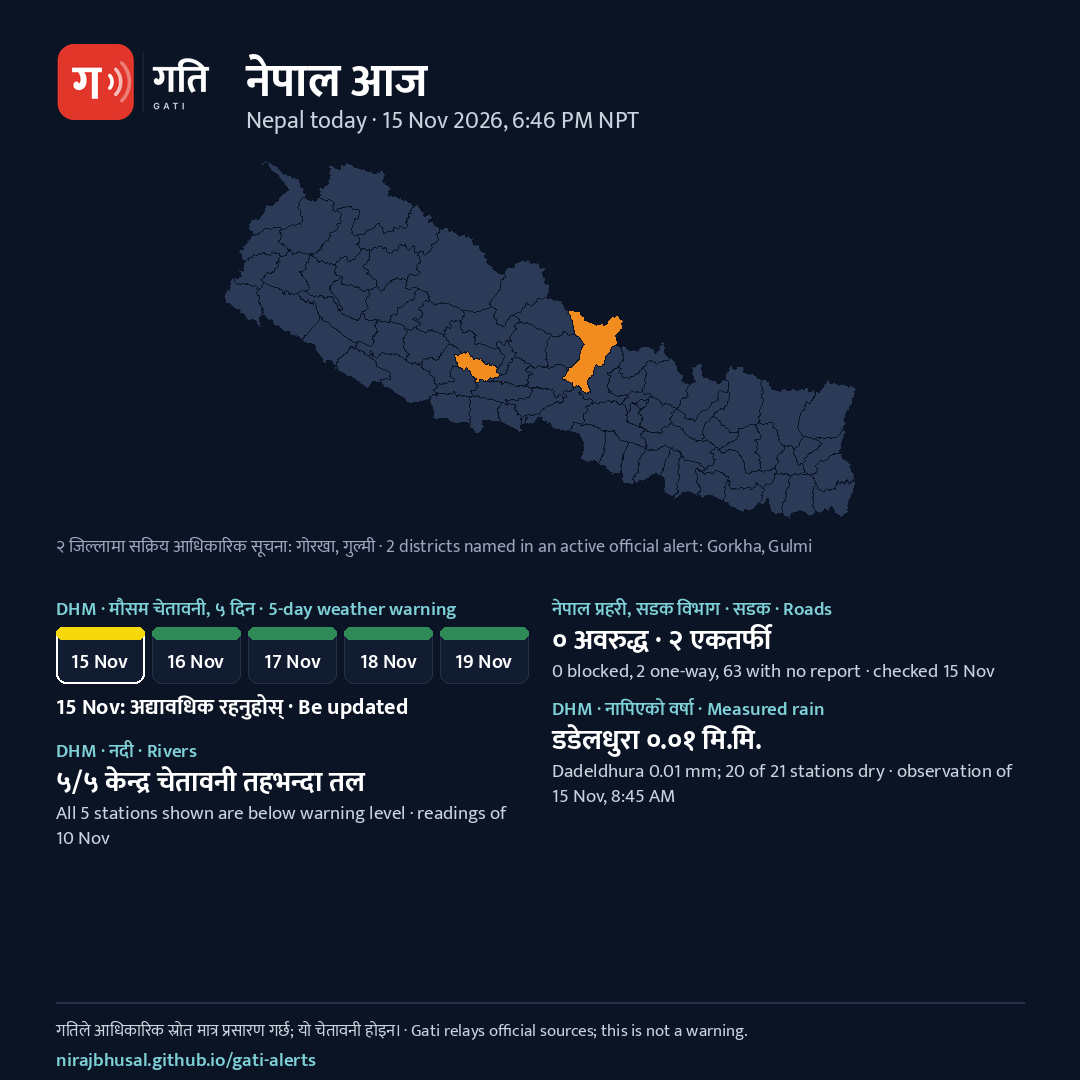 ग
गति
GATI
नेपाल आज
Nepal today · 15 Nov 2026, 6:46 PM NPT
२ जिल्लामा सक्रिय आधिकारिक सूचना: गोरखा, गुल्मी · 2 districts named in an active official alert: Gorkha, Gulmi
DHM · मौसम चेतावनी, ५ दिन · 5-day weather warning
15 Nov 16 Nov 17 Nov 18 Nov 19 Nov
15 Nov: अद्यावधिक रहनुहोस् · Be updated
DHM · नदी · Rivers
५/५ केन्द्र चेतावनी तहभन्दा तल
All 5 stations shown are below warning level · readings of
10 Nov
नेपाल प्रहरी, सडक विभाग · सडक · Roads
० अवरुद्ध · २ एकतर्फी
0 blocked, 2 one-way, 63 with no report · checked 15 Nov
DHM · नापिएको वर्षा · Measured rain
डडेलधुरा ०.०१ मि.मि.
Dadeldhura 0.01 mm; 20 of 21 stations dry · observation of
15 Nov, 8:45 AM
गतिले आधिकारिक स्रोत मात्र प्रसारण गर्छ; यो चेतावनी होइन। · Gati relays official sources; this is not a warning.
nirajbhusal.github.io/gati-alerts